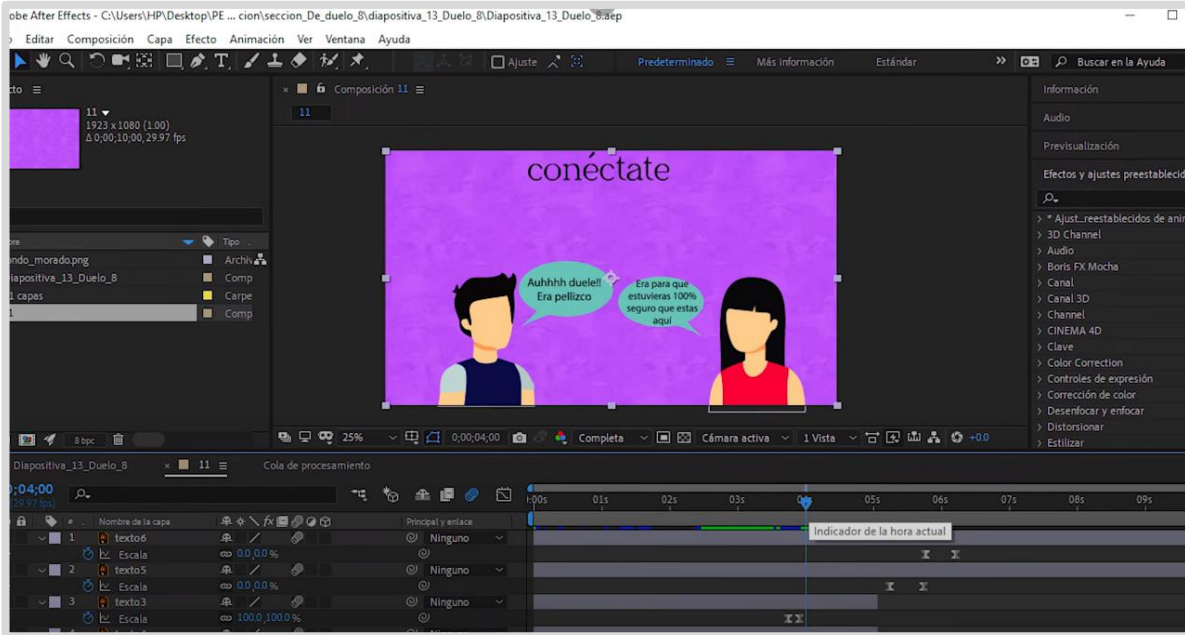 obe After Effects - C:\Users\HP\Desktop\PE ... cion\seccion_De_duelo_8\diapositiva_13_Duelo_8\Diapositiva_13_Duelo_8.aep
Editar Composición Capa Efecto Animación Ver Ventana Ayuda
Ajuste Predeterminado Más información Estándar Buscar en la Ayuda
cto
11
1923 x 1080 (1.00)
Δ 0;00;10;00, 29.97 fps
Composición 11
11
Información
Audio
Previsualización
Efectos y ajustes preestablecid
conéctate
Auhhhh duele!!
Era pellizco
Era para que
estuvieras 100%
seguro que estas
aquí
Tipo
ondo_morado.png Archiv
iapositiva_13_Duelo_8 Comp
1 capas Carpe
Comp
> * Ajust_reestablecidos de anir
> 3D Channel
> Audio
> Boris FX Mocha
> Canal
> Canal 3D
> Channel
> CINEMA 4D
> Clave
> Color Correction
> Controles de expresión
> Corrección de color
> Desenfocar y enfocar
> Distorsionar
> Estilizar
8 bpc
25% 0;00;04;00 Completa Cámara activa 1 Vista +0.0
Diapositiva_13_Duelo_8 × 11 Cola de procesamiento
;04;00
(29.97 fps)
:00s 01s 02s 03s 04s 05s 06s 07s 08s 09s
# Nombre de la capa Principal y enlace
Indicador de la hora actual
1 texto6 Ninguno
Escala 0.0,0.0 %
2 texto5 Ninguno
Escala 0.0,0.0 %
3 texto3 Ninguno
Escala 100.0,100.0 %